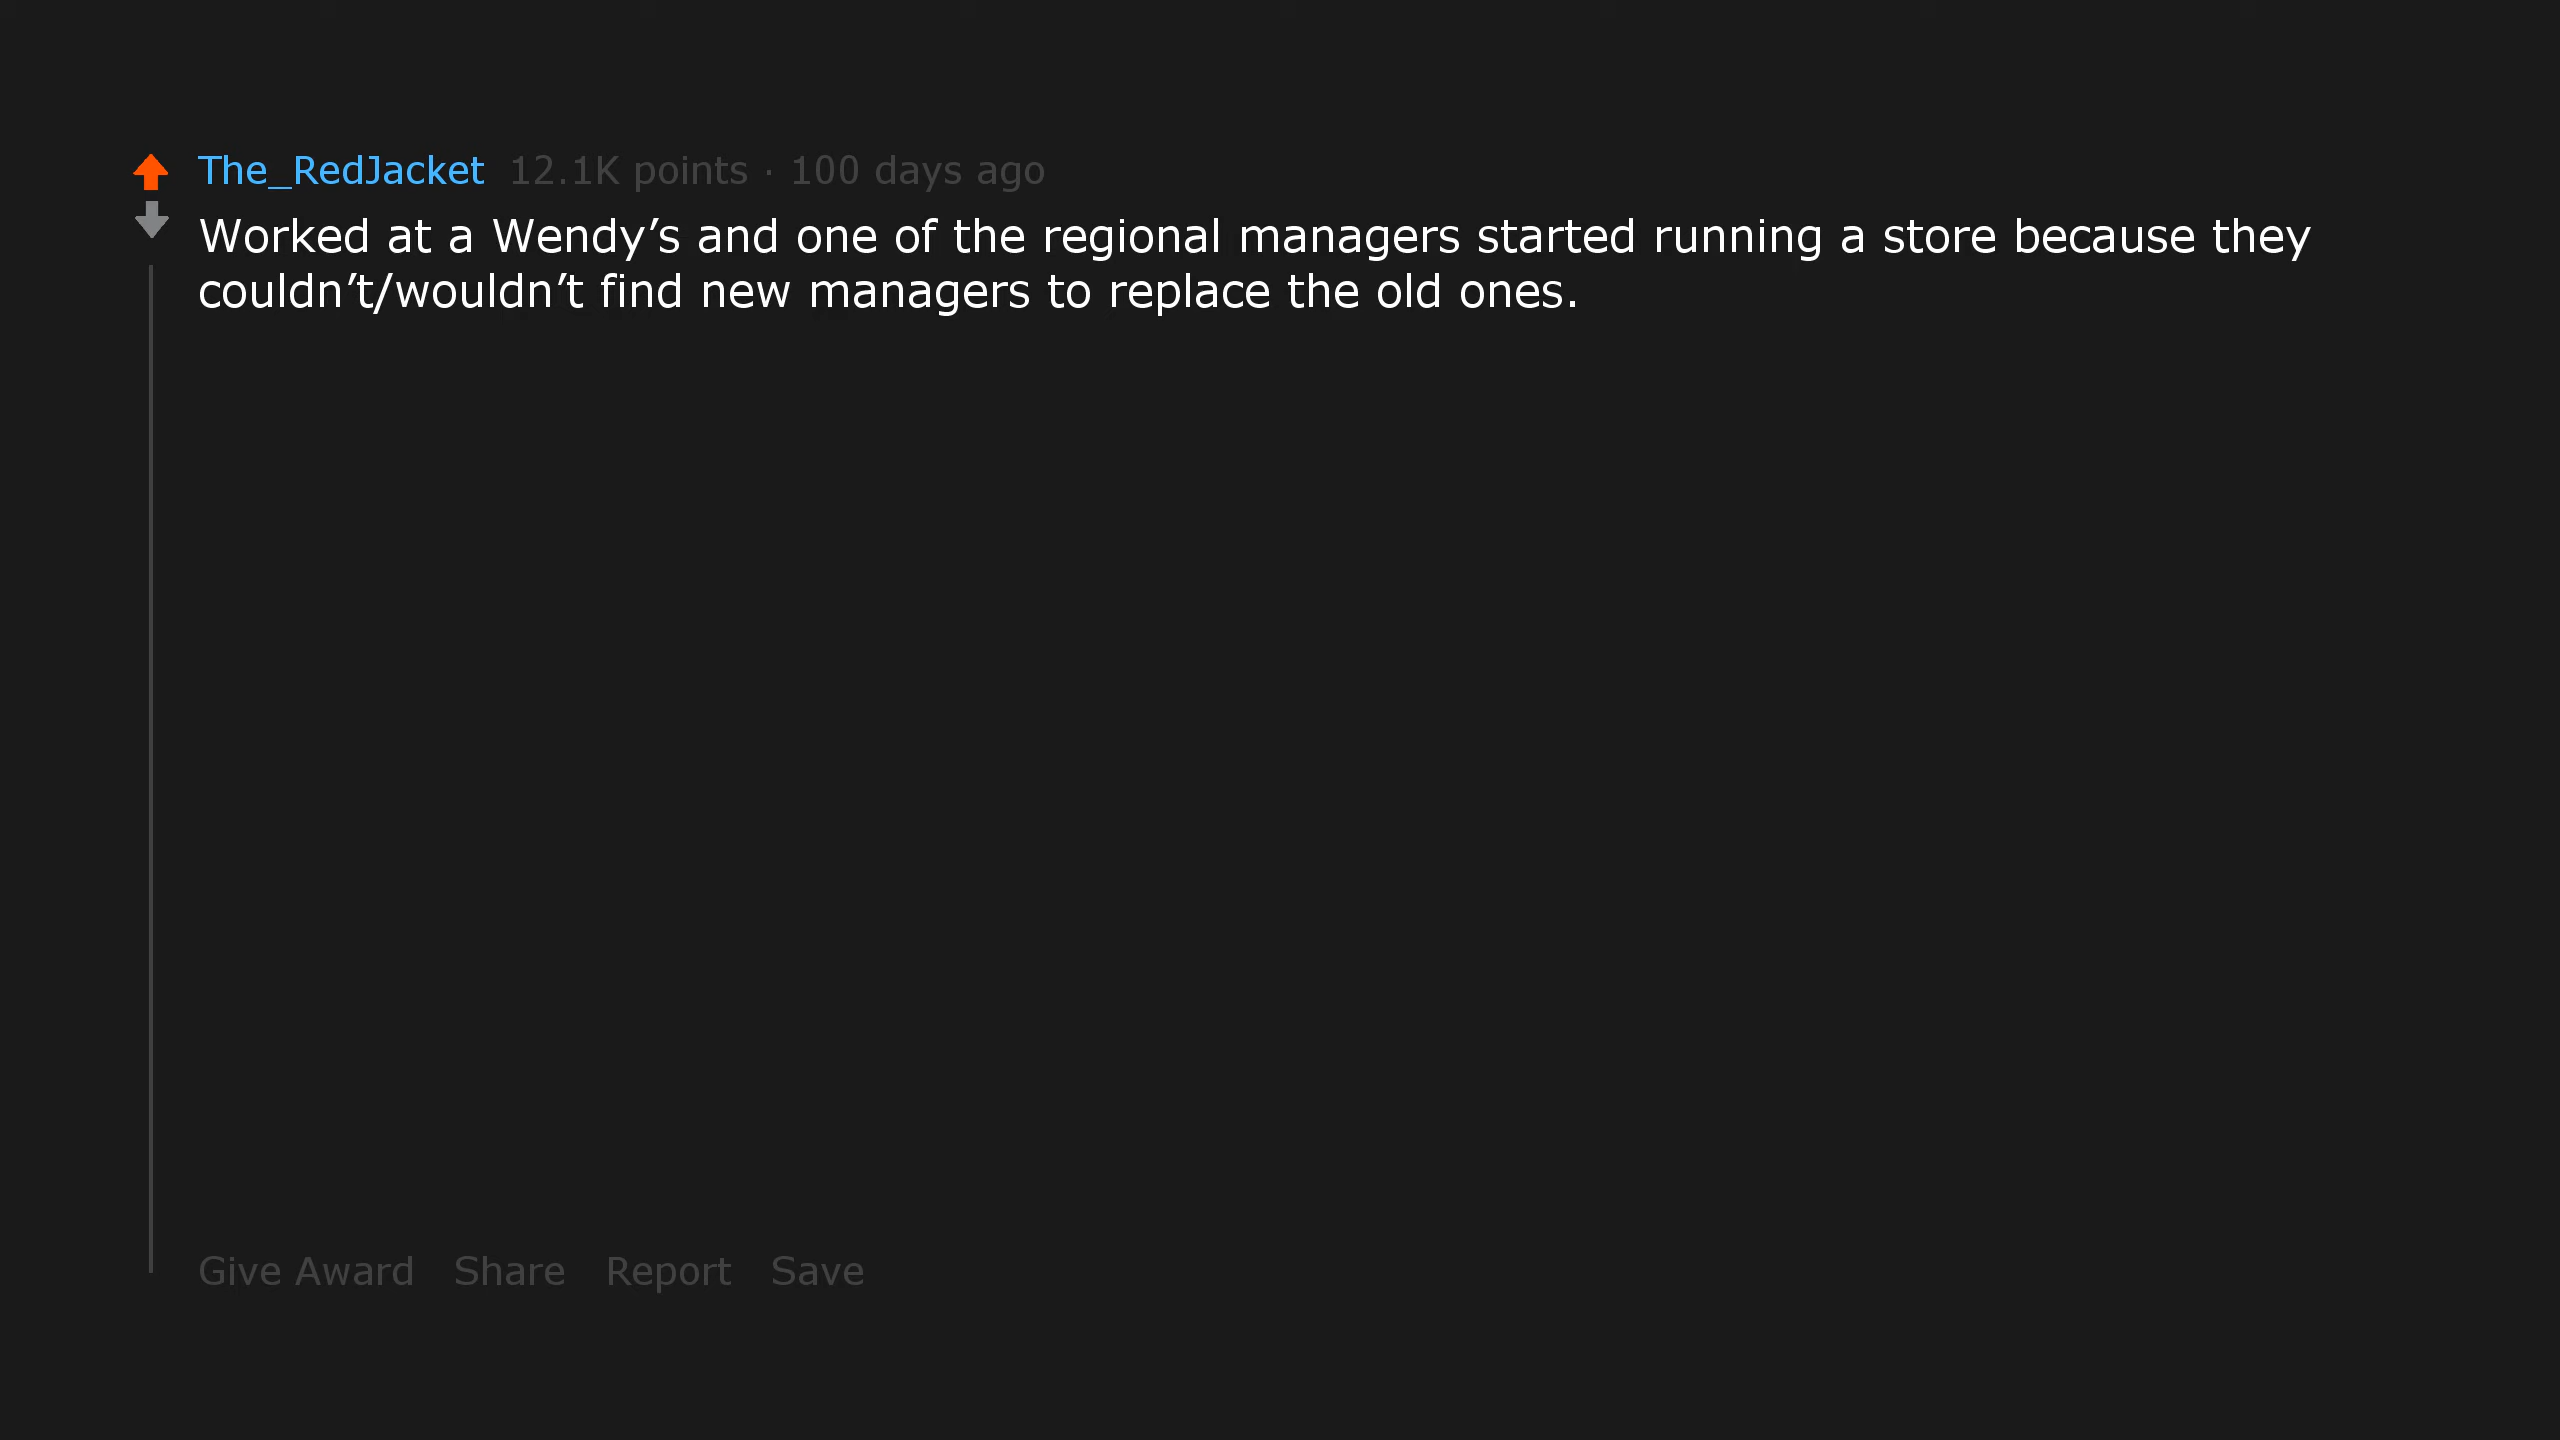 The_RedJacket 12.1K points · 100 days ago
Worked at a Wendy’s and one of the regional managers started running a store because they
couldn’t/wouldn’t find new managers to replace the old ones.
Give Award Share Report Save